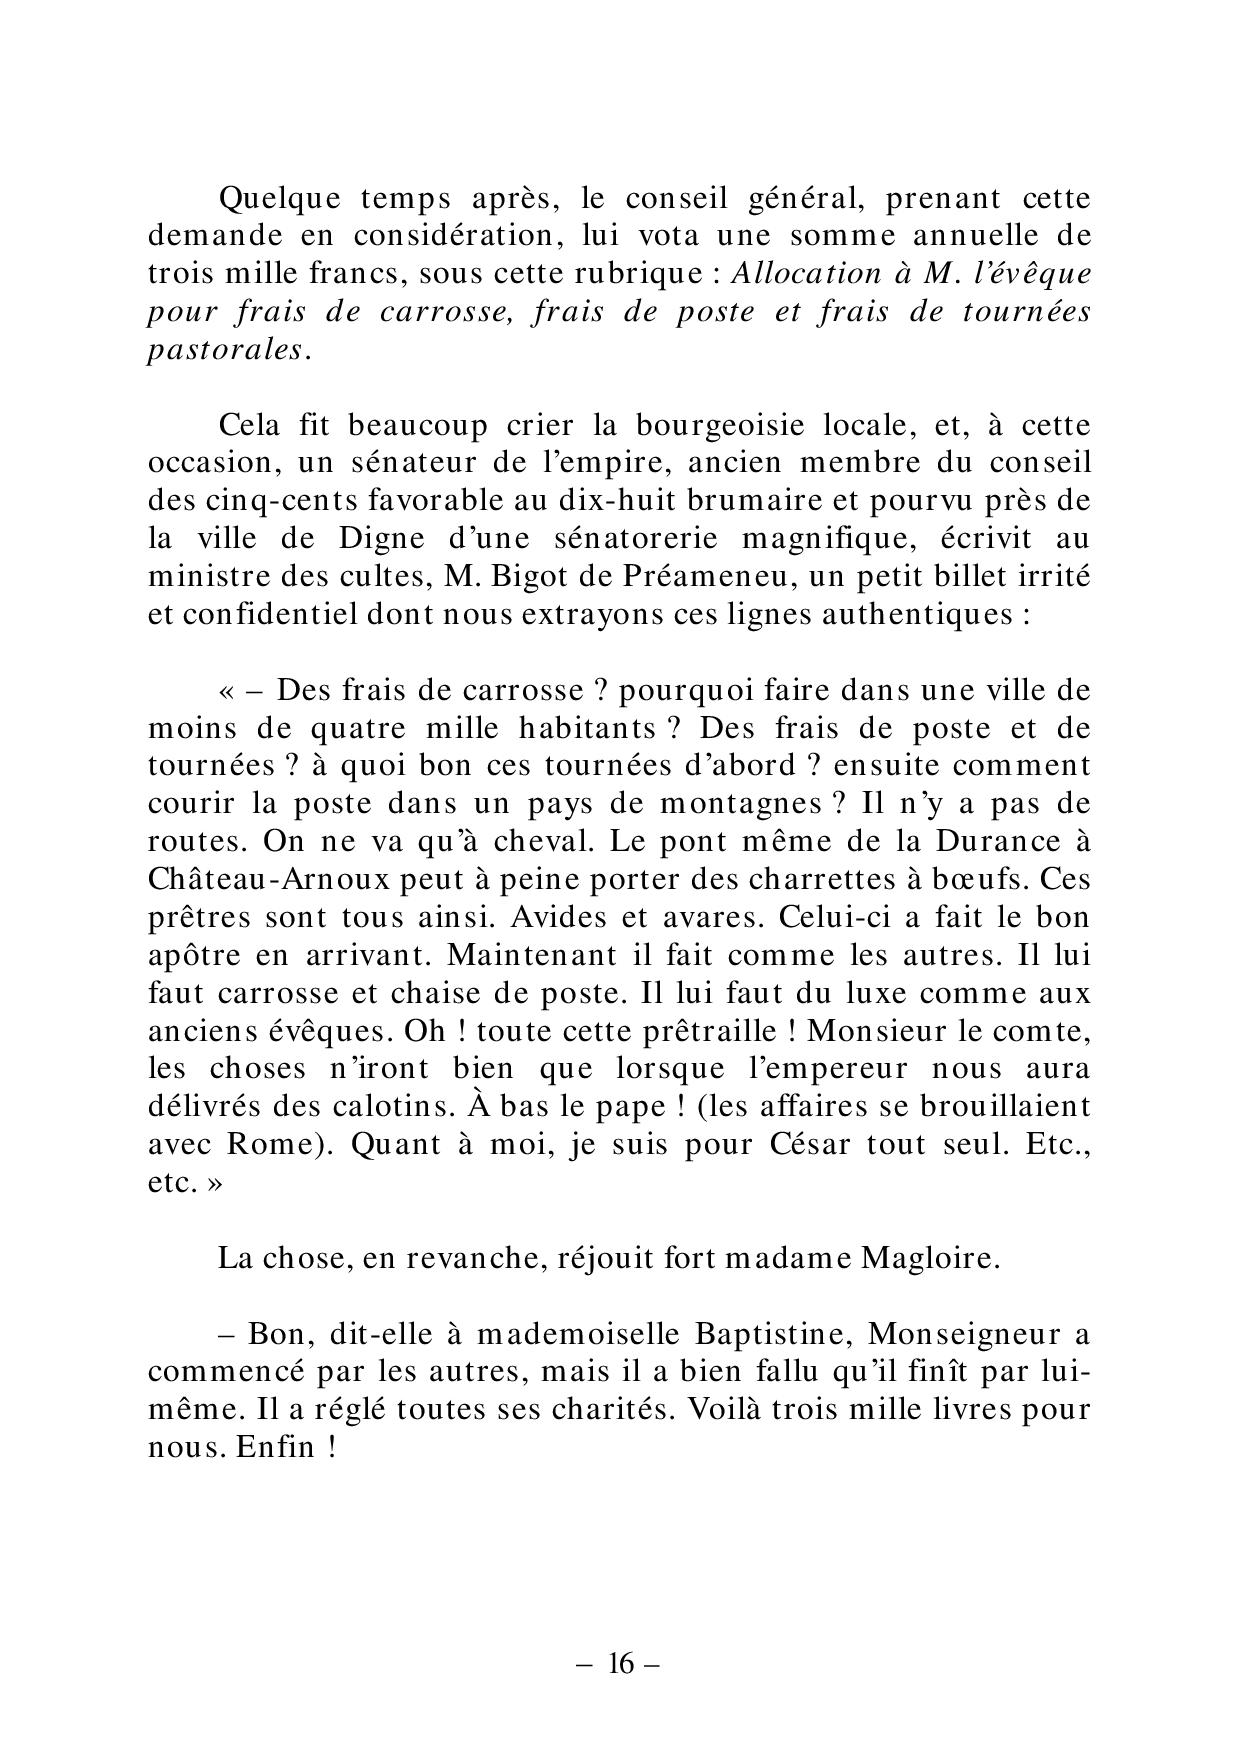 Quelque temps après, le conseil général, prenant cette
demande en considération, lui vota une somme annuelle de
trois mille francs, sous cette rubrique : Allocation à M. l’évêque
pour frais de carrosse, frais de poste et frais de tournées
pastorales.
Cela fit beaucoup crier la bourgeoisie locale, et, à cette
occasion, un sénateur de l’empire, ancien membre du conseil
des cinq-cents favorable au dix-huit brumaire et pourvu près de
la ville de Digne d’une sénatorerie magnifique, écrivit au
ministre des cultes, M. Bigot de Préameneu, un petit billet irrité
et confidentiel dont nous extrayons ces lignes authentiques :
« – Des frais de carrosse ? pourquoi faire dans une ville de
moins de quatre mille habitants ? Des frais de poste et de
tournées ? à quoi bon ces tournées d’abord ? ensuite comment
courir la poste dans un pays de montagnes ? Il n’y a pas de
routes. On ne va qu’à cheval. Le pont même de la Durance à
Château-Arnoux peut à peine porter des charrettes à bœufs. Ces
prêtres sont tous ainsi. Avides et avares. Celui-ci a fait le bon
apôtre en arrivant. Maintenant il fait comme les autres. Il lui
faut carrosse et chaise de poste. Il lui faut du luxe comme aux
anciens évêques. Oh ! toute cette prêtraille ! Monsieur le comte,
les choses n’iront bien que lorsque l’empereur nous aura
délivrés des calotins. À bas le pape ! (les affaires se brouillaient
avec Rome). Quant à moi, je suis pour César tout seul. Etc.,
etc. »
La chose, en revanche, réjouit fort madame Magloire.
– Bon, dit-elle à mademoiselle Baptistine, Monseigneur a
commencé par les autres, mais il a bien fallu qu’il finît par lui-
même. Il a réglé toutes ses charités. Voilà trois mille livres pour
nous. Enfin !
– 16 –